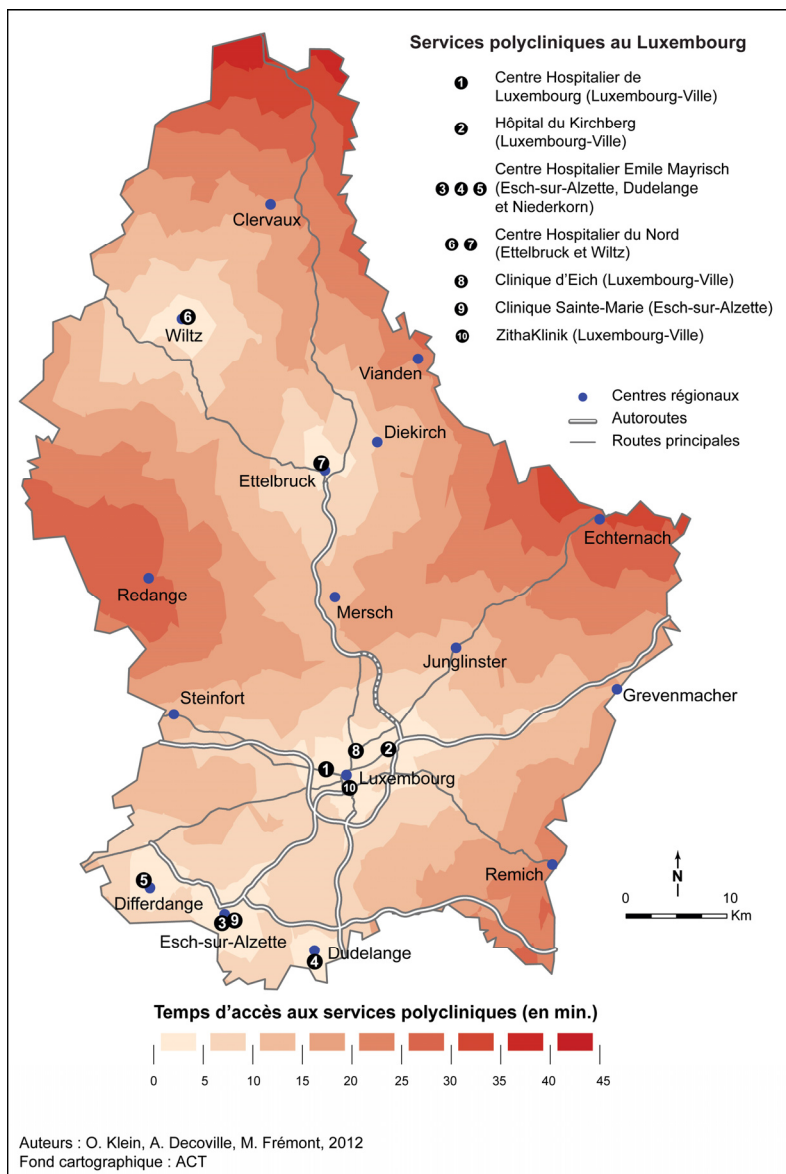 Services polycliniques au Luxembourg
1 Centre Hospitalier de
Luxembourg (Luxembourg-Ville)
2 Hôpital du Kirchberg
(Luxembourg-Ville)
Centre Hospitalier Emile Mayrisch
3 4 5 (Esch-sur-Alzette, Dudelange
et Niederkorn)
6 7 Centre Hospitalier du Nord
(Ettelbruck et Wiltz)
8 Clinique d'Eich (Luxembourg-Ville)
9 Clinique Sainte-Marie (Esch-sur-Alzette)
10 ZithaKlinik (Luxembourg-Ville)
Centres régionaux
Autoroutes
Routes principales
Clervaux
6
Wiltz
Vianden
Diekirch
7
Ettelbruck
Echternach
Redange
Mersch
Junglinster
Grevenmacher
Steinfort
8 2
1
Luxembourg
10
Remich
N
0 10
Km
5
Differdange
3 9
Esch-sur-Alzette
Dudelange
4
Temps d'accès aux services polycliniques (en min.)
0 5 10 15 20 25 30 35 40 45
Auteurs : O. Klein, A. Decoville, M. Frémont, 2012
Fond cartographique : ACT